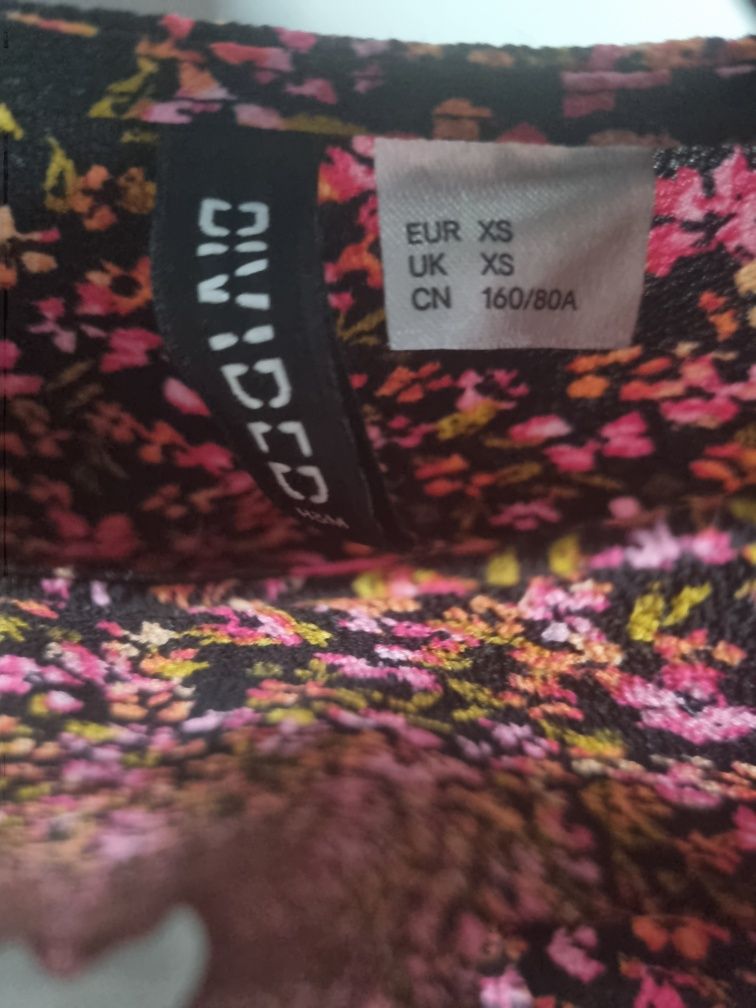 DIVIDED
H&M
EUR XS
UK XS
CN 160/80A